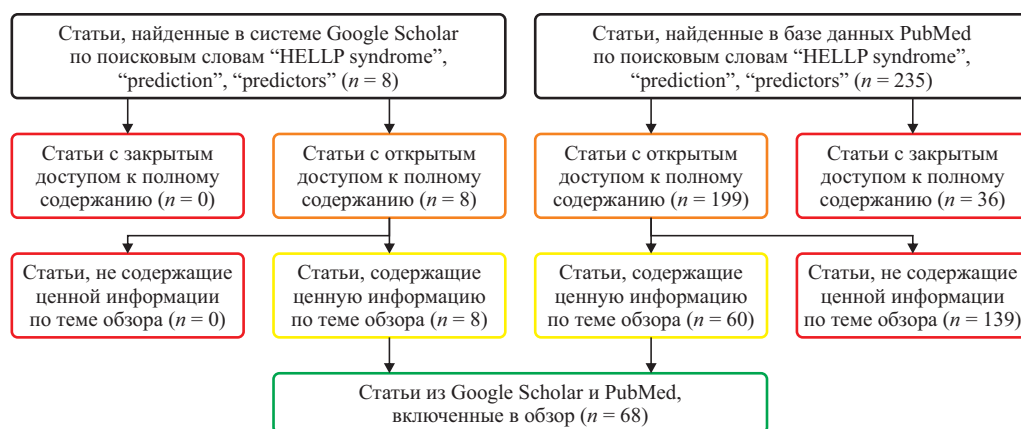 Статьи, найденные в системе Google Scholar
по поисковым словам “HELLP syndrome”,
“prediction”, “predictors” (n = 8)
Статьи, найденные в базе данных PubMed
по поисковым словам “HELLP syndrome”,
“prediction”, “predictors” (n = 235)
Статьи с закрытым
доступом к полному
содержанию (n = 0)
Статьи с открытым
доступом к полному
содержанию (n = 8)
Статьи с открытым
доступом к полному
содержанию (n = 199)
Статьи с закрытым
доступом к полному
содержанию (n = 36)
Статьи, не содержащие
ценной информации
по теме обзора (n = 0)
Статьи, содержащие
ценную информацию
по теме обзора (n = 8)
Статьи, содержащие
ценную информацию
по теме обзора (n = 60)
Статьи, не содержащие
ценной информации
по теме обзора (n = 139)
Статьи из Google Scholar и PubMed,
включенные в обзор (n = 68)